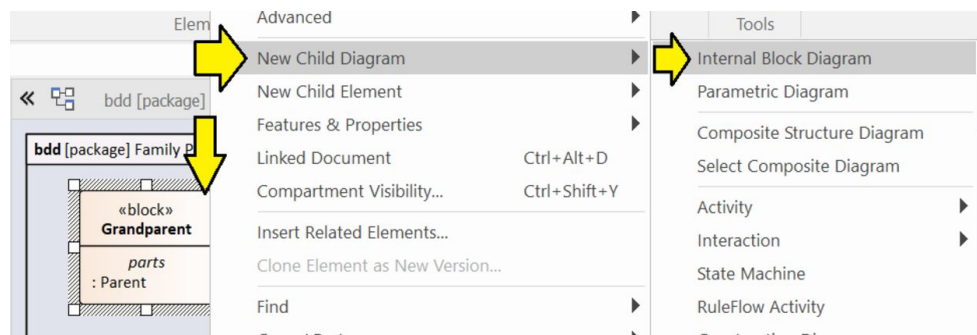 Elem
Tools
bdd [package]
bdd [package] Family P
«block»
Grandparent
parts
: Parent
Advanced
New Child Diagram
New Child Element
Features & Properties
Linked Document Ctrl+Alt+D
Compartment Visibility... Ctrl+Shift+Y
Insert Related Elements...
Clone Element as New Version...
Find
Internal Block Diagram
Parametric Diagram
Composite Structure Diagram
Select Composite Diagram
Activity
Interaction
State Machine
RuleFlow Activity